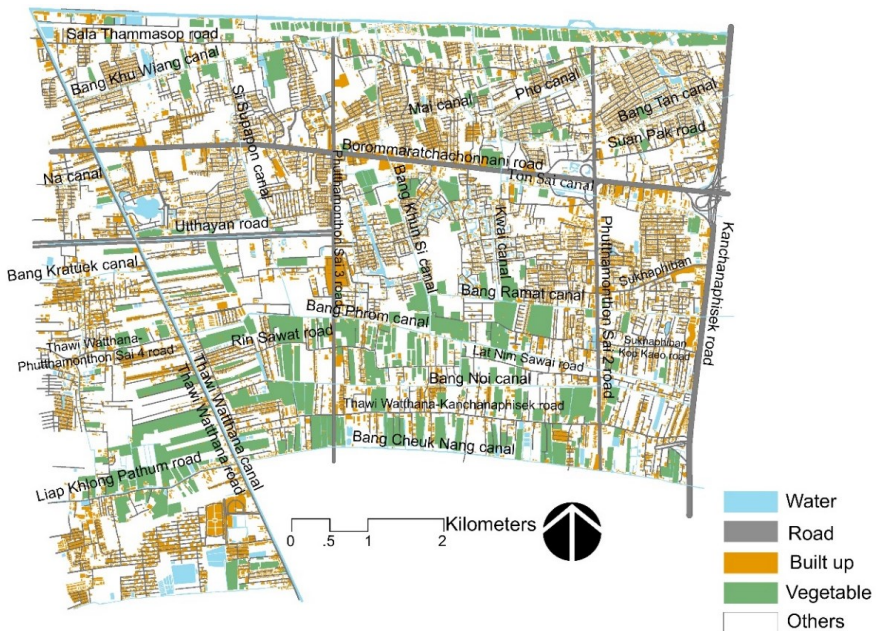 Sala Thammasop road
Bang Khu Wiang canal
Si Supapon canal
Mai canal
Pho canal
Bang Tan canal
Suan Pak road
Borommaratchachonnani road
Ton Sai canal
Na canal
Utthayan road
Phutthamonthon Sai 3 road
Bang Khun Si canal
Kwai canal
Phutthamonthon Sai 2 road
Kanchanaphisek road
Bang Kratuek canal
Sukhaphiban
Bang Ramat canal
Bang Phrom canal
Rin Sawat road
Thawi Watthana-
Phutthamonthon Sai 4 road
Sukhaphiban
Lat Nim Sawai road
Bang Noi canal
Thawi Watthana canal
Thawi Watthana road
Thawi Watthana-Kanchanaphisek road
Bang Cheuk Nang canal
Liap Khlong Pathum road
Kilometers
0 .5 1 2
Water
Road
Built up
Vegetable
Others